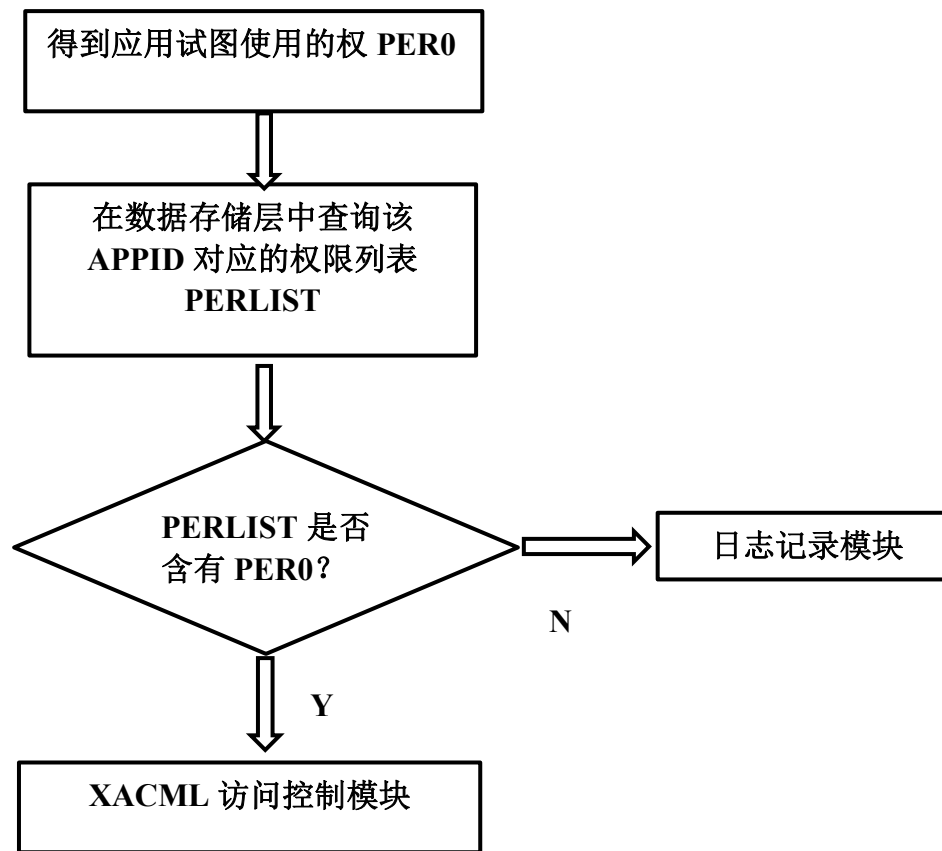 得到应用试图使用的权 PER0
在数据存储层中查询该
APPID 对应的权限列表
PERLIST
PERLIST 是否
含有 PER0？
日志记录模块
N
Y
XACML 访问控制模块